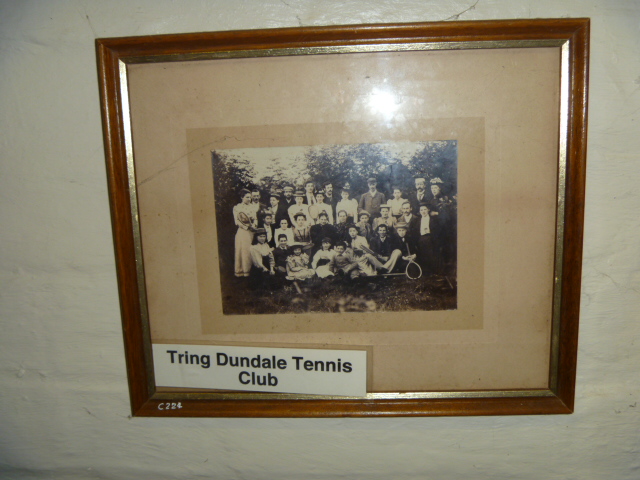 Tring Dundale Tennis
Club
C224